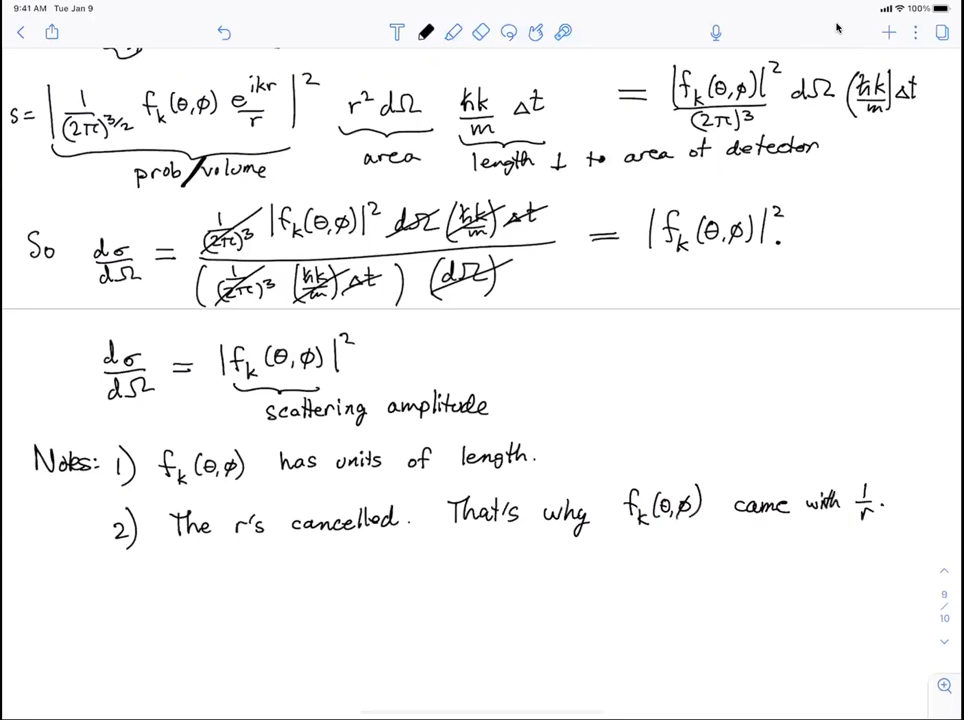 9:41 AM Tue Jan 9
100%
T
s = | 1/(2π)^{3/2} f_k(θ,φ) e^{ikr}/r |² r² dΩ ħk/m Δt = |f_k(θ,φ)|²/(2π)³ dΩ (ħk/m) Δt
prob/volume area length ⊥ to area of detector
So dσ/dΩ = 1/(2π)³ |f_k(θ,φ)|² dΩ (ħk/m) Δt / (1/(2π)³ (ħk/m) Δt) (dΩ) = |f_k(θ,φ)|².
dσ/dΩ = |f_k(θ,φ)|²
scattering amplitude
Notes: 1) f_k(θ,φ) has units of length.
2) The r's cancelled. That's why f_k(θ,φ) came with 1/r.
9
/
10